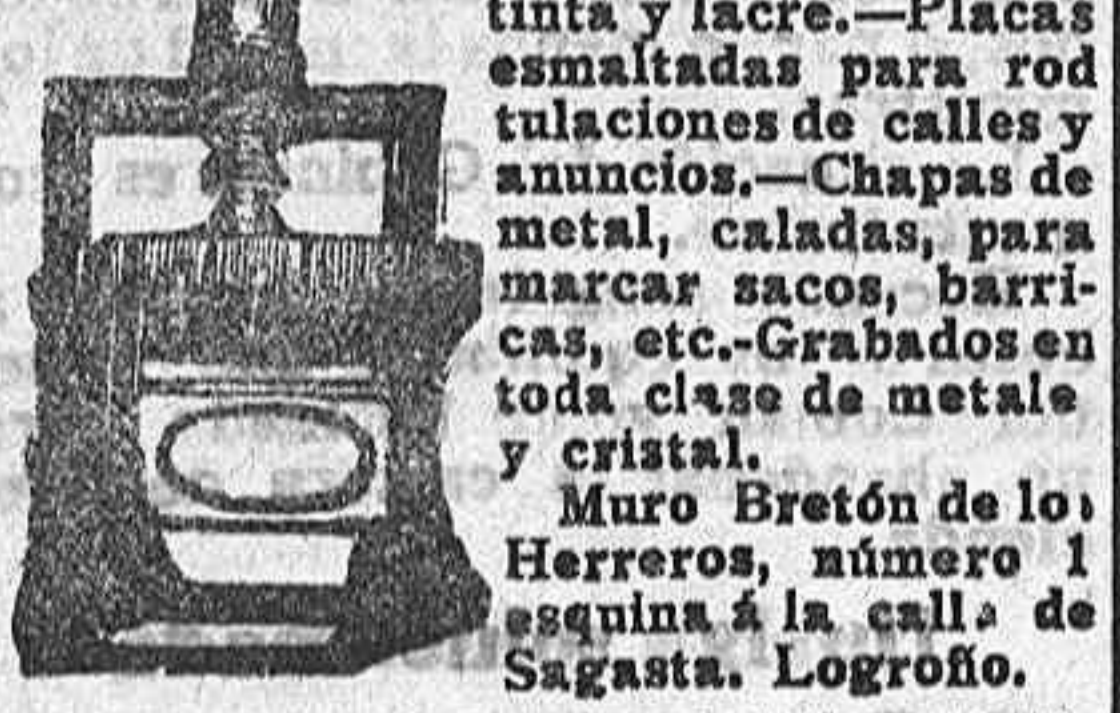 tinta y lacre.—Placas
esmaltadas para rod
tulaciones de calles y
anuncios.—Chapas de
metal, caladas, para
marcar sacos, barri-
cas, etc.-Grabados en
toda clase de metale
y cristal.
Muro Bretón de los
Herreros, número 1
esquina á la calle de
Sagasta. Logroño.